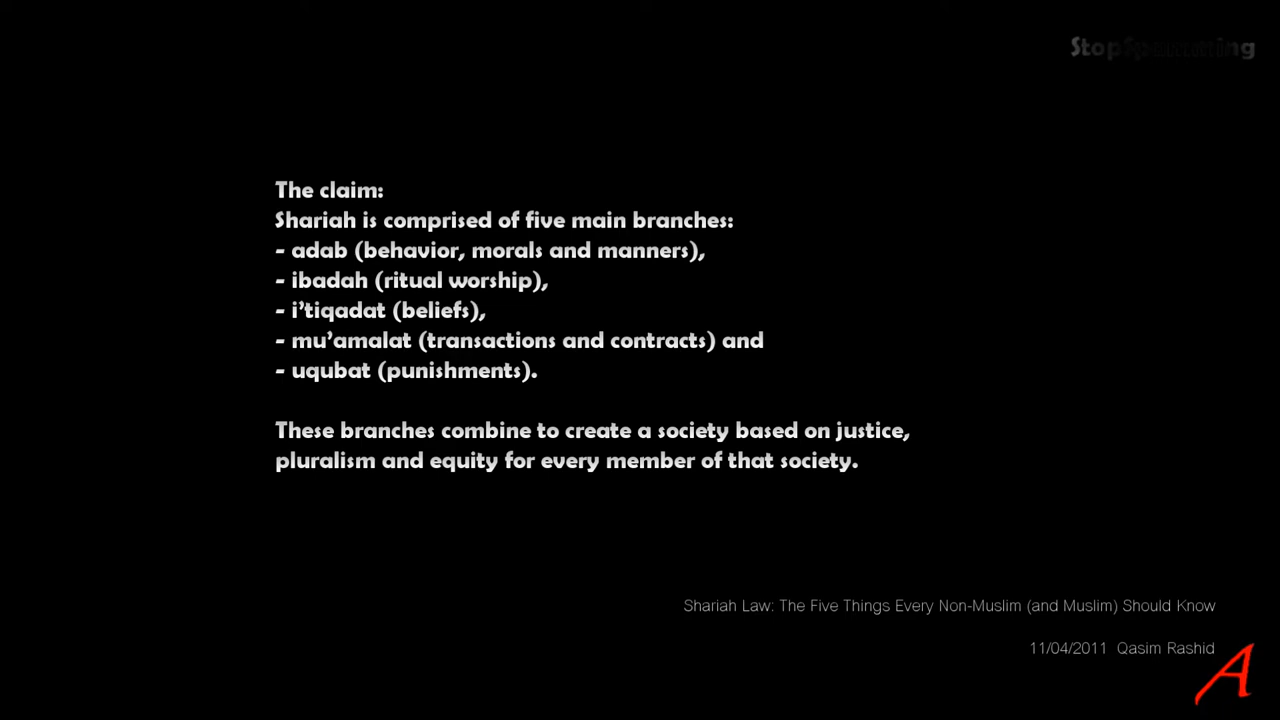 The claim:
Shariah is comprised of five main branches:
- adab (behavior, morals and manners),
- ibadah (ritual worship),
- i'tiqadat (beliefs),
- mu'amalat (transactions and contracts) and
- uqubat (punishments).
These branches combine to create a society based on justice,
pluralism and equity for every member of that society.
Shariah Law: The Five Things Every Non-Muslim (and Muslim) Should Know
11/04/2011 Qasim Rashid
A